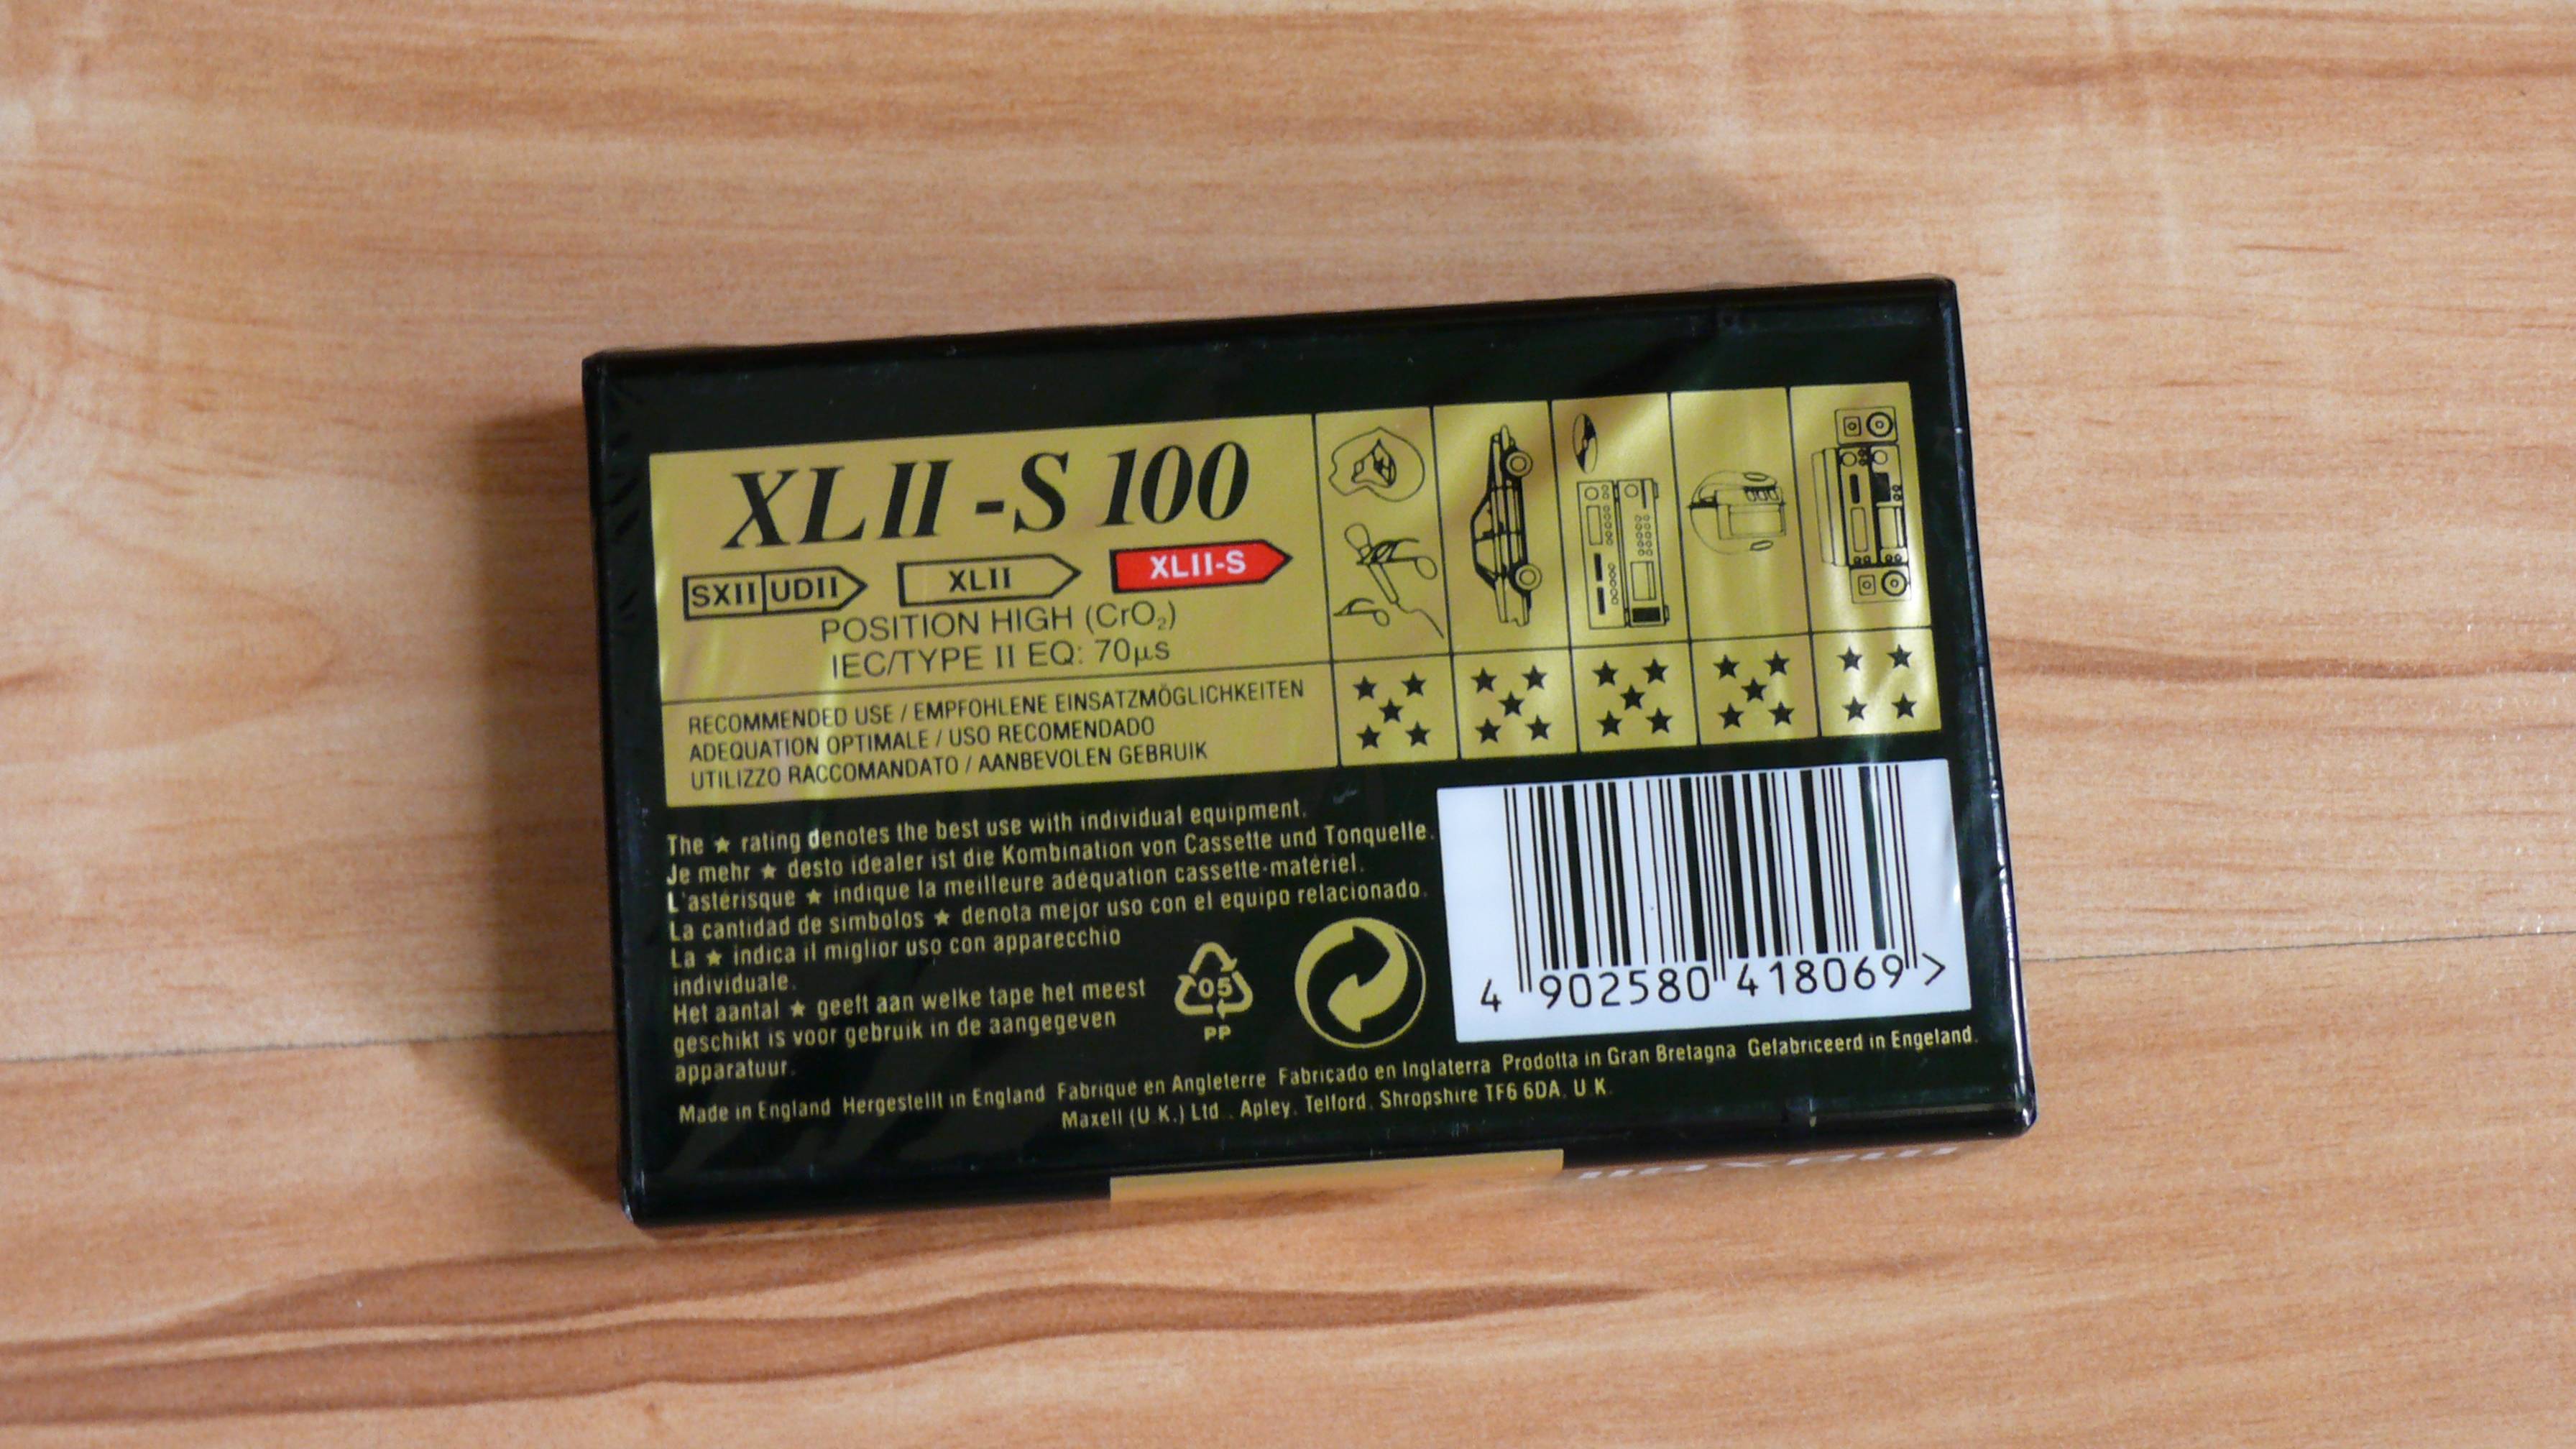 XLII-S 100
SXII UDII XLII XLII-S
POSITION HIGH (CrO₂)
IEC/TYPE II EQ: 70µs
RECOMMENDED USE / EMPFOHLENE EINSATZMÖGLICHKEITEN
ADEQUATION OPTIMALE / USO RECOMENDADO
UTILIZZO RACCOMANDATO / AANBEVOLEN GEBRUIK
The ★ rating denotes the best use with individual equipment.
Je mehr ★ desto idealer ist die Kombination von Cassette und Tonquelle.
L'astérisque ★ indique la meilleure adéquation cassette-matériel.
La cantidad de simbolos ★ denota mejor uso con el equipo relacionado.
La ★ indica il miglior uso con apparecchio
individuale.
Het aantal ★ geeft aan welke tape het meest
geschikt is voor gebruik in de aangegeven
apparatuur.
05
PP
4 902580 418069 >
Made in England Hergestellt in England Fabriqué en Angleterre Fabricado en Inglaterra Prodotta in Gran Bretagna Gefabriceerd in Engeland.
Maxell (U.K.) Ltd., Apley, Telford, Shropshire TF6 6DA, U.K.